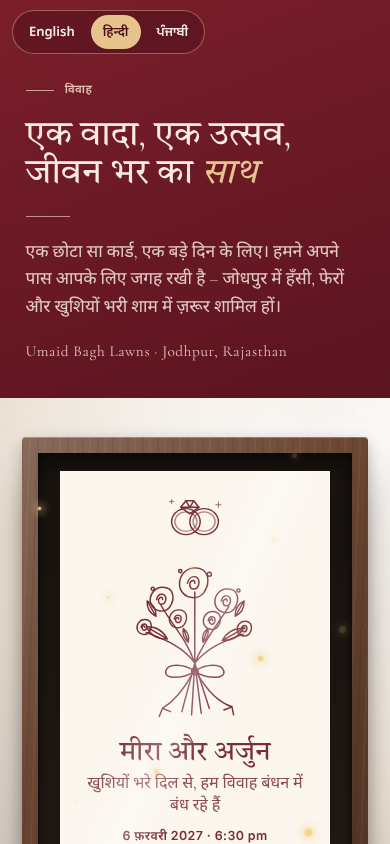 English हिन्दी ਪੰਜਾਬੀ
विवाह
एक वादा, एक उत्सव,
जीवन भर का साथ
एक छोटा सा कार्ड, एक बड़े दिन के लिए। हमने अपने
पास आपके लिए जगह रखी है – जोधपुर में हँसी, फेरों
और खुशियों भरी शाम में ज़रूर शामिल हों।
Umaid Bagh Lawns · Jodhpur, Rajasthan
मीरा और अर्जुन
खुशियों भरे दिल से, हम विवाह बंधन में
बंध रहे हैं
6 फ़रवरी 2027 · 6:30 pm